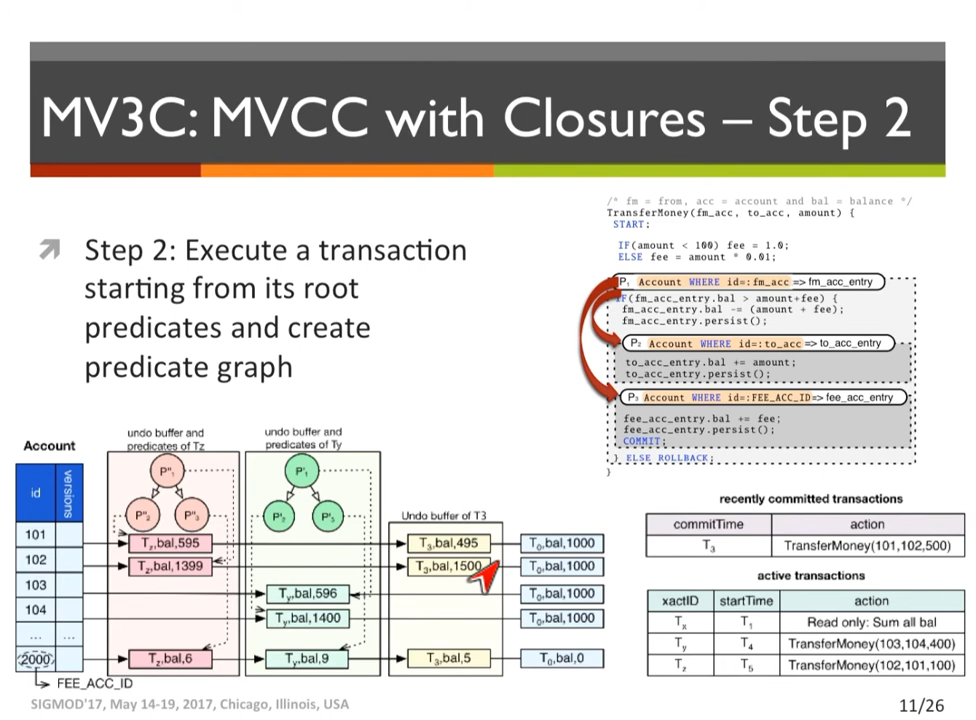 MV3C: MVCC with Closures – Step 2
Step 2: Execute a transaction
starting from its root
predicates and create
predicate graph
/* fm = from, acc = account and bal = balance */
TransferMoney(fm_acc, to_acc, amount) {
START;
IF(amount < 100) fee = 1.0;
ELSE fee = amount * 0.01;
P₁ Account WHERE id=:fm_acc => fm_acc_entry
IF(fm_acc_entry.bal > amount+fee) {
fm_acc_entry.bal -= (amount + fee);
fm_acc_entry.persist();
P₂ Account WHERE id=:to_acc => to_acc_entry
to_acc_entry.bal += amount;
to_acc_entry.persist();
P₃ Account WHERE id=:FEE_ACC_ID => fee_acc_entry
fee_acc_entry.bal += fee;
fee_acc_entry.persist();
COMMIT;
} ELSE ROLLBACK;
}
Account
id
versions
101
102
103
104
... ...
2000
FEE_ACC_ID
undo buffer and
predicates of Tz
P"₁
P"₂ P"₃
Tz,bal,595
Tz,bal,1399
Tz,bal,6
undo buffer and
predicates of Ty
P'₁
P'₂ P'₃
Ty,bal,596
Ty,bal,1400
Ty,bal,9
Undo buffer of T3
T₃,bal,495
T₃,bal,1500
T₃,bal,5
T₀,bal,1000
T₀,bal,1000
T₀,bal,1000
T₀,bal,1000
T₀,bal,0
recently committed transactions
commitTime action
T₃ TransferMoney(101,102,500)
active transactions
xactID startTime action
Tx T₁ Read only: Sum all bal
Ty T₄ TransferMoney(103,104,400)
Tz T₅ TransferMoney(102,101,100)
SIGMOD'17, May 14-19, 2017, Chicago, Illinois, USA
11/26